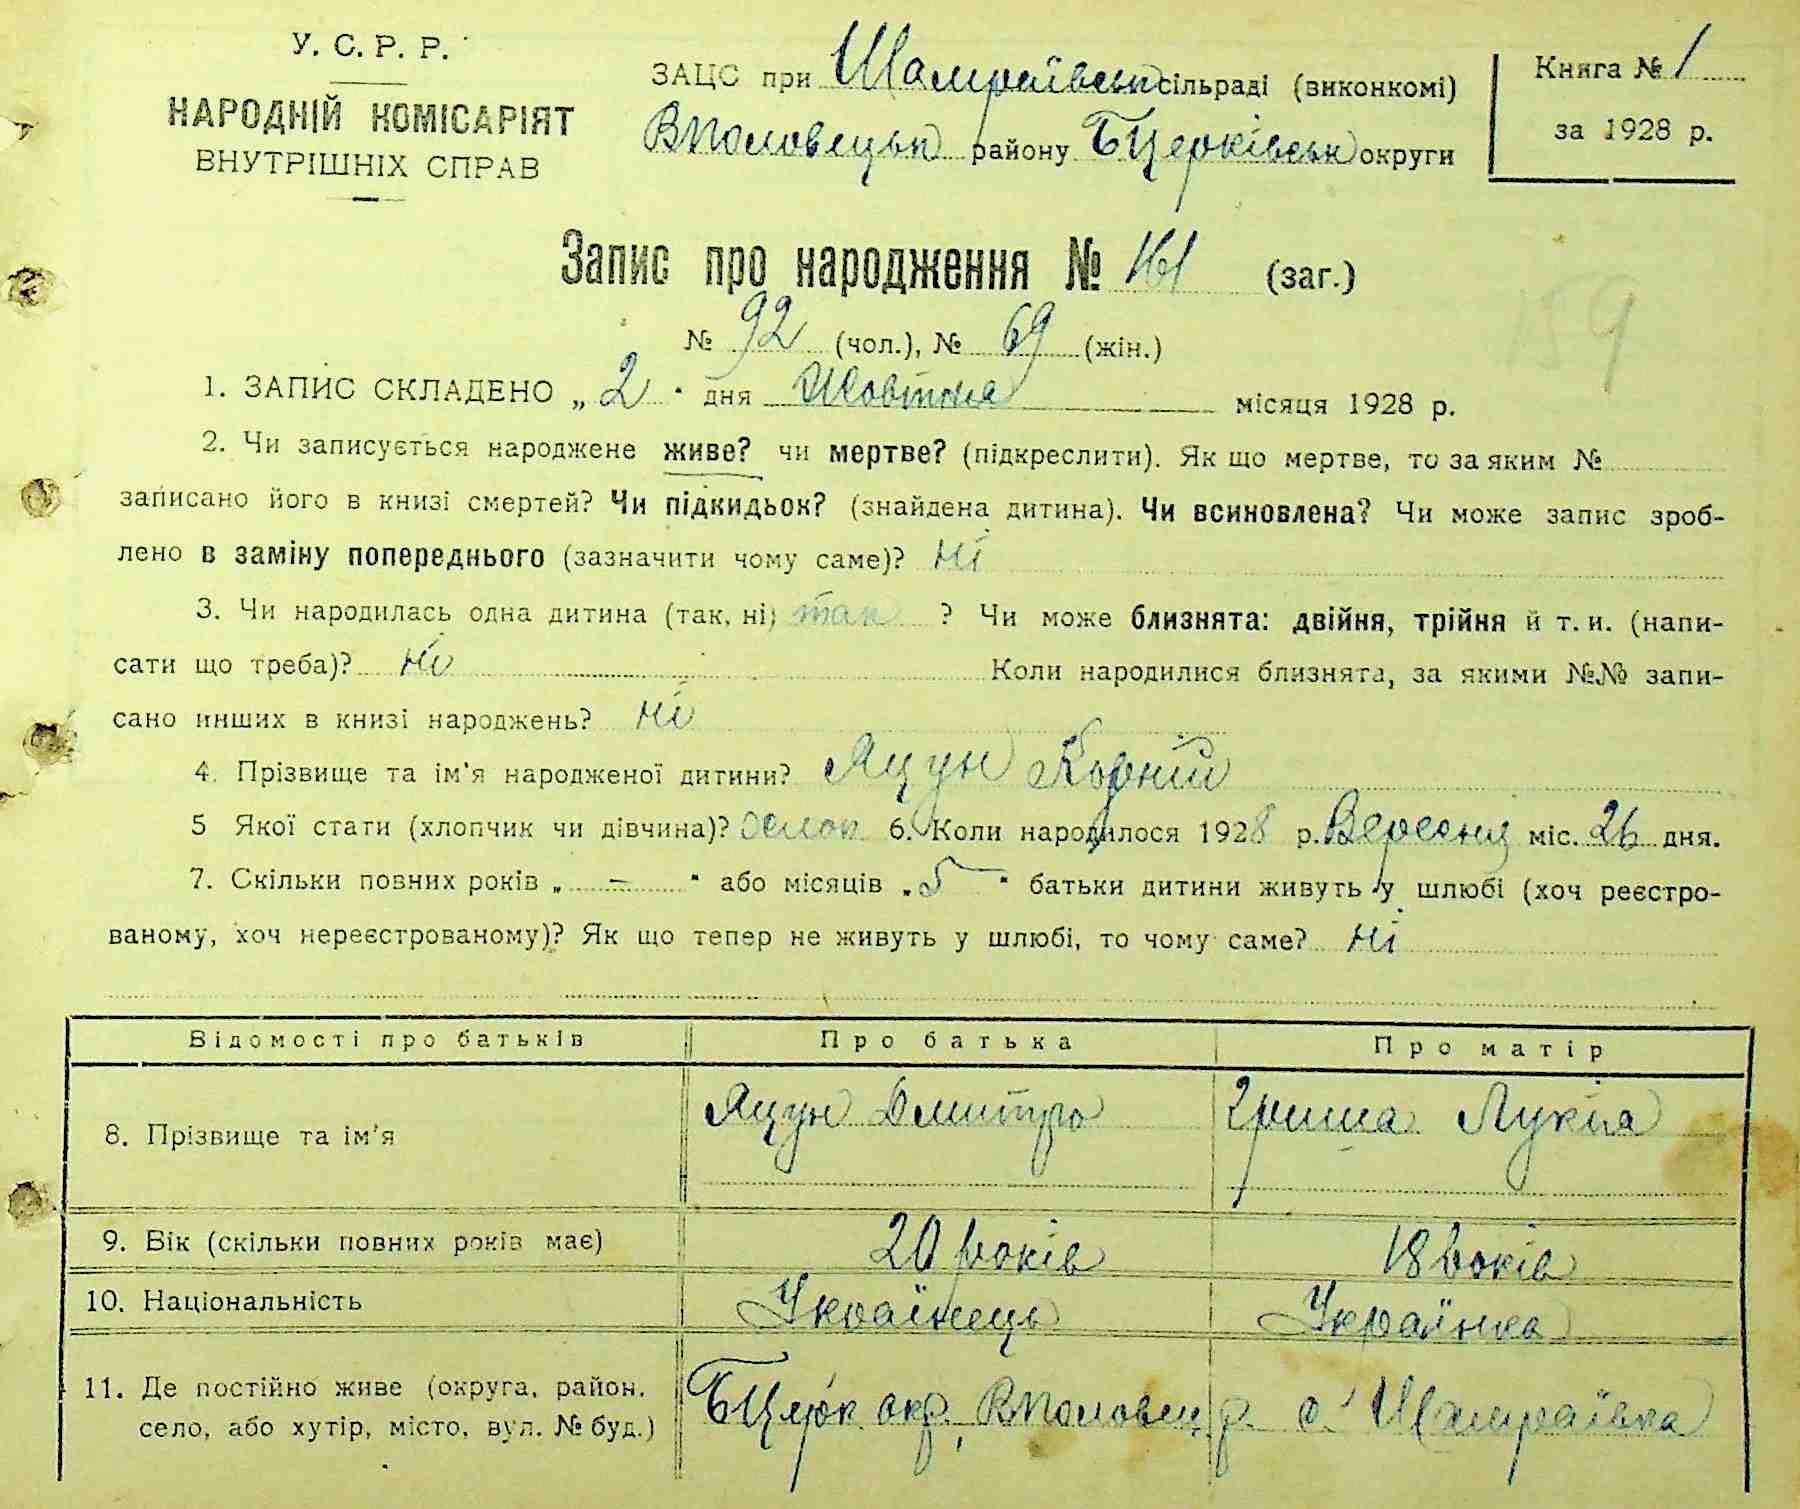 У. С. Р. Р.
НАРОДНІЙ КОМІСАРІЯТ
ВНУТРІШНІХ СПРАВ
ЗАЦС при Шамраївськ сільраді (виконкомі)
ВПоловецьк району БЦерківськ округи
Книга № 1
за 1928 р.
Запис про народження № 161 (заг.)
№ 92 (чол.), № 69 (жін.)
159
1. ЗАПИС СКЛАДЕНО „ 2 " дня Жовтня місяця 1928 р.
2. Чи записується народжене живе? чи мертве? (підкреслити). Як що мертве, то за яким №
записано його в книзі смертей? Чи підкидьок? (знайдена дитина). Чи всиновлена? Чи може запис зроб-
лено в заміну попереднього (зазначити чому саме)? ні
3. Чи народилась одна дитина (так, ні) так ? Чи може близнята: двійня, трійня й т. и. (напи-
сати що треба)? ні Коли народилися близнята, за якими №№ запи-
сано инших в книзі народжень? ні
4. Прізвище та ім'я народженої дитини? Яцун Корній
5 Якої стати (хлопчик чи дівчина)? 6. Коли народилося 1928 р. Вересня міс. 26 дня.
7. Скільки повних років „ — " або місяців „ 5 " батьки дитини живуть у шлюбі (хоч реєстро-
ваному, хоч нереєстрованому)? Як що тепер не живуть у шлюбі, то чому саме? ні
Відомості про батьків Про батька Про матір
8. Прізвище та ім'я Яцун Дмитро Гриша Лукія
9. Вік (скільки повних років має) 20 років 18 років
10. Національність Українець Українка
11. Де постійно живе (округа, район, село, або хутір, місто, вул. № буд.) БЦерк окр, ВПоловец р. с. Шамраївка